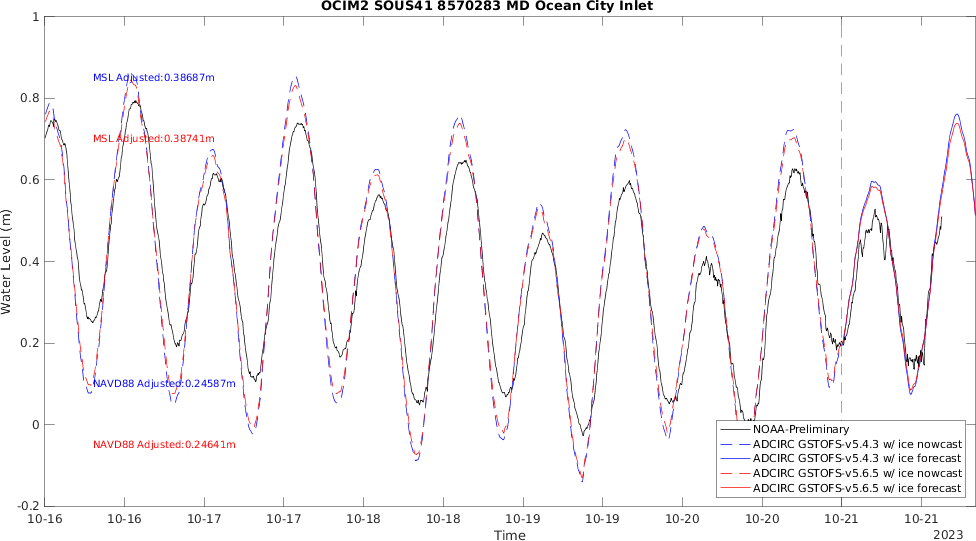 OCIM2 SOUS41 8570283 MD Ocean City Inlet
1
0.8
0.6
0.4
0.2
0
-0.2
Water Level (m)
MSL Adjusted:0.38687m
MSL Adjusted:0.38741m
NAVD88 Adjusted:0.24587m
NAVD88 Adjusted:0.24641m
NOAA-Preliminary
ADCIRC GSTOFS-v5.4.3 w/ ice nowcast
ADCIRC GSTOFS-v5.4.3 w/ ice forecast
ADCIRC GSTOFS-v5.6.5 w/ ice nowcast
ADCIRC GSTOFS-v5.6.5 w/ ice forecast
10-16 10-16 10-17 10-17 10-18 10-18 10-19 10-19 10-20 10-20 10-21 10-21
Time
2023